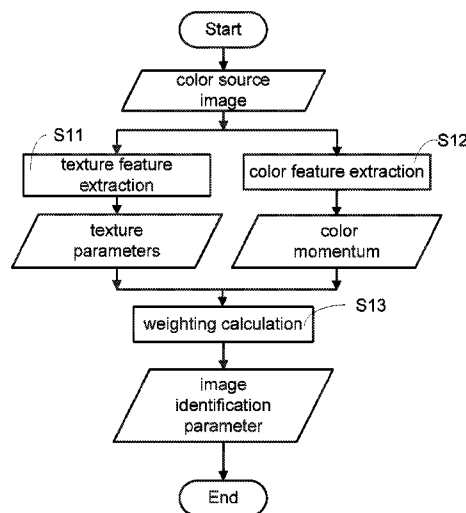 Start
color source
image
S11
S12
texture feature
extraction
color feature extraction
texture
parameters
color
momentum
S13
weighting calculation
image
identification
parameter
End